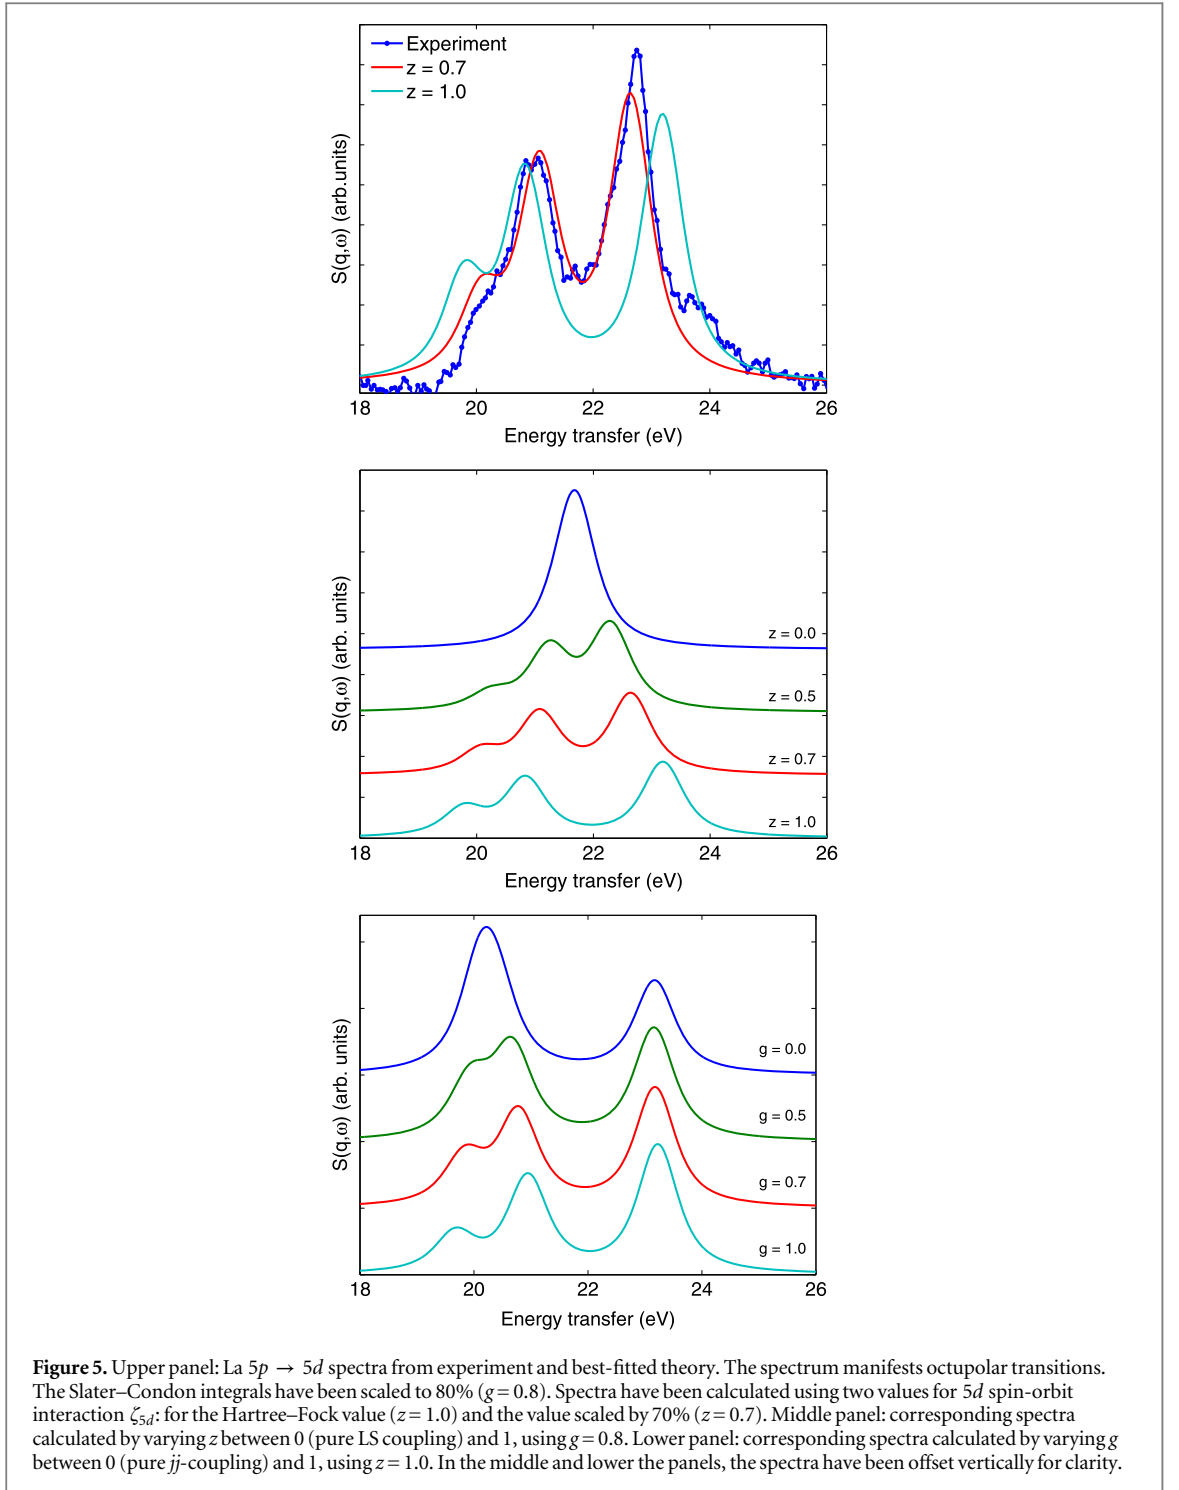 Experiment
z = 0.7
z = 1.0
S(q,ω) (arb.units)
18 20 22 24 26
Energy transfer (eV)
S(q,ω) (arb. units)
z = 0.0
z = 0.5
z = 0.7
z = 1.0
18 20 22 24 26
Energy transfer (eV)
S(q,ω) (arb. units)
g = 0.0
g = 0.5
g = 0.7
g = 1.0
18 20 22 24 26
Energy transfer (eV)
Figure 5. Upper panel: La 5p → 5d spectra from experiment and best-fitted theory. The spectrum manifests octupolar transitions.
The Slater–Condon integrals have been scaled to 80% (g = 0.8). Spectra have been calculated using two values for 5d spin-orbit
interaction ζ5d: for the Hartree–Fock value (z = 1.0) and the value scaled by 70% (z = 0.7). Middle panel: corresponding spectra
calculated by varying z between 0 (pure LS coupling) and 1, using g = 0.8. Lower panel: corresponding spectra calculated by varying g
between 0 (pure jj-coupling) and 1, using z = 1.0. In the middle and lower the panels, the spectra have been offset vertically for clarity.